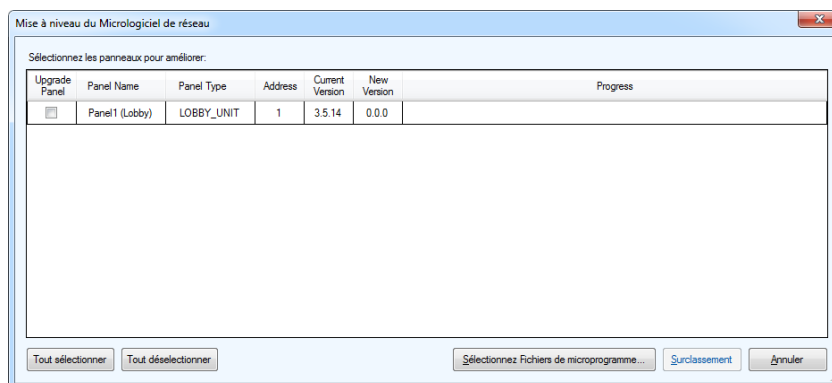 Mise à niveau du Micrologiciel de réseau
Sélectionnez les panneaux pour améliorer:
Upgrade Panel Panel Name Panel Type Address Current Version New Version Progress
Panel1 (Lobby) LOBBY_UNIT 1 3.5.14 0.0.0
Tout sélectionner Tout déselectionner Sélectionnez Fichiers de microprogramme... Surclassement Annuler